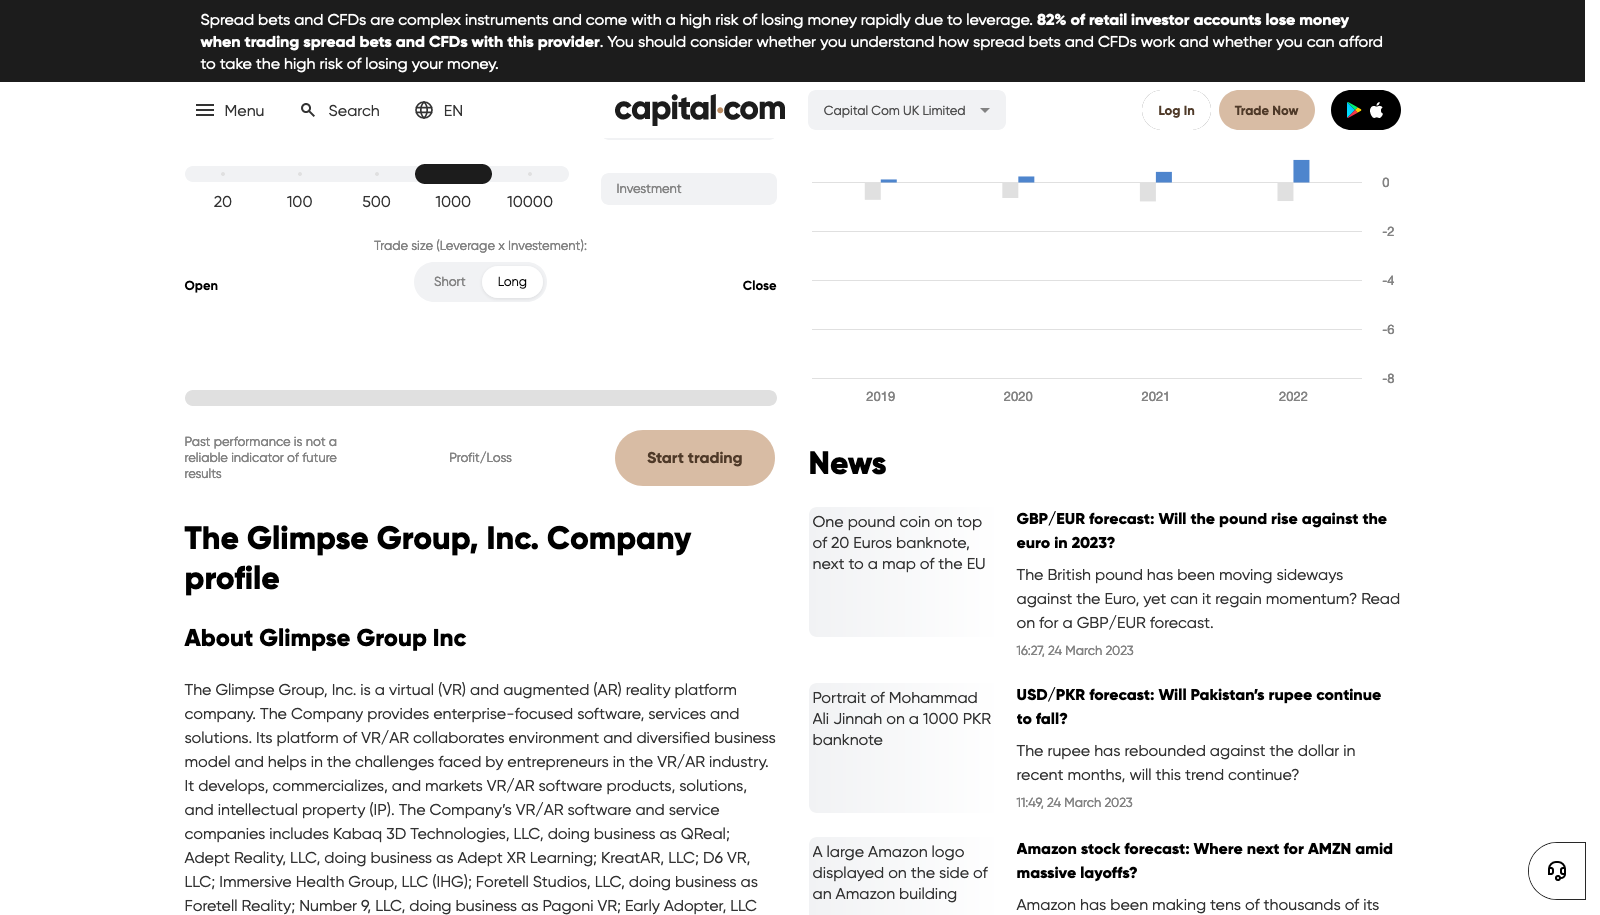 Spread bets and CFDs are complex instruments and come with a high risk of losing money rapidly due to leverage. 82% of retail investor accounts lose money
when trading spread bets and CFDs with this provider. You should consider whether you understand how spread bets and CFDs work and whether you can afford
to take the high risk of losing your money.
Menu
Search
EN
capital.com
Capital Com UK Limited
Log In
Trade Now
20
100
500
1000
10000
Investment
Trade size (Leverage x Investement):
Open
Short
Long
Close
Past performance is not a
reliable indicator of future
results
Profit/Loss
Start trading
The Glimpse Group, Inc. Company
profile
About Glimpse Group Inc
The Glimpse Group, Inc. is a virtual (VR) and augmented (AR) reality platform
company. The Company provides enterprise-focused software, services and
solutions. Its platform of VR/AR collaborates environment and diversified business
model and helps in the challenges faced by entrepreneurs in the VR/AR industry.
It develops, commercializes, and markets VR/AR software products, solutions,
and intellectual property (IP). The Company’s VR/AR software and service
companies includes Kabaq 3D Technologies, LLC, doing business as QReal;
Adept Reality, LLC, doing business as Adept XR Learning; KreatAR, LLC; D6 VR,
LLC; Immersive Health Group, LLC (IHG); Foretell Studios, LLC, doing business as
Foretell Reality; Number 9, LLC, doing business as Pagoni VR; Early Adopter, LLC
0
-2
-4
-6
-8
2019
2020
2021
2022
News
One pound coin on top
of 20 Euros banknote,
next to a map of the EU
GBP/EUR forecast: Will the pound rise against the
euro in 2023?
The British pound has been moving sideways
against the Euro, yet can it regain momentum? Read
on for a GBP/EUR forecast.
16:27, 24 March 2023
Portrait of Mohammad
Ali Jinnah on a 1000 PKR
banknote
USD/PKR forecast: Will Pakistan’s rupee continue
to fall?
The rupee has rebounded against the dollar in
recent months, will this trend continue?
11:49, 24 March 2023
A large Amazon logo
displayed on the side of
an Amazon building
Amazon stock forecast: Where next for AMZN amid
massive layoffs?
Amazon has been making tens of thousands of its